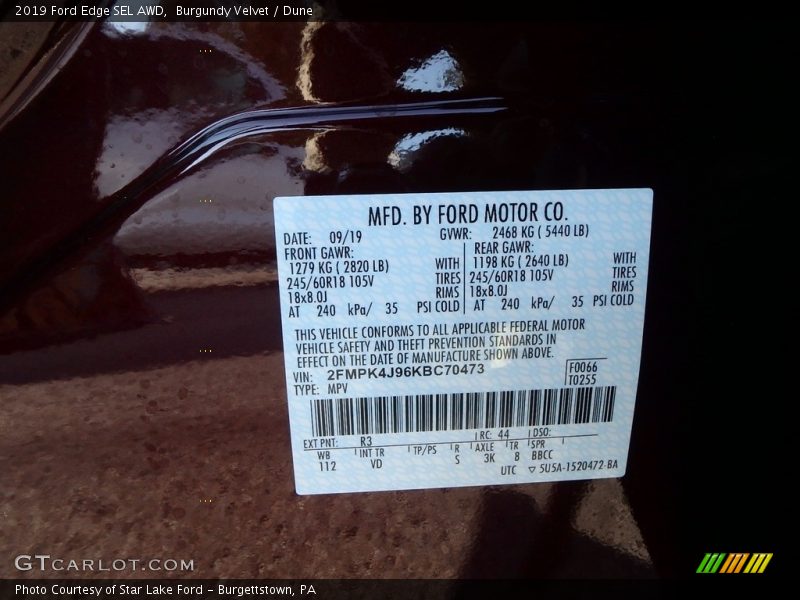 2019 Ford Edge SEL AWD,  Burgundy Velvet / Dune
MFD. BY FORD MOTOR CO.
DATE: 09/19 GVWR: 2468 KG ( 5440 LB)
FRONT GAWR: REAR GAWR:
1279 KG ( 2820 LB) WITH 1198 KG ( 2640 LB) WITH
245/60R18 105V TIRES 245/60R18 105V TIRES
18x8.0J RIMS 18x8.0J RIMS
AT 240 kPa/ 35 PSI COLD AT 240 kPa/ 35 PSI COLD
THIS VEHICLE CONFORMS TO ALL APPLICABLE FEDERAL MOTOR
VEHICLE SAFETY AND THEFT PREVENTION STANDARDS IN
EFFECT ON THE DATE OF MANUFACTURE SHOWN ABOVE.
VIN: 2FMPK4J96KBC70473 F0066
TYPE: MPV T0255
EXT PNT: R3 RC: 44 DSO:
WB INT TR TP/PS R AXLE TR SPR
112 VD S 3K 8 BBCC
UTC ▽ 5U5A-1520472-BA
GTCARLOT.COM
Photo Courtesy of Star Lake Ford – Burgettstown, PA